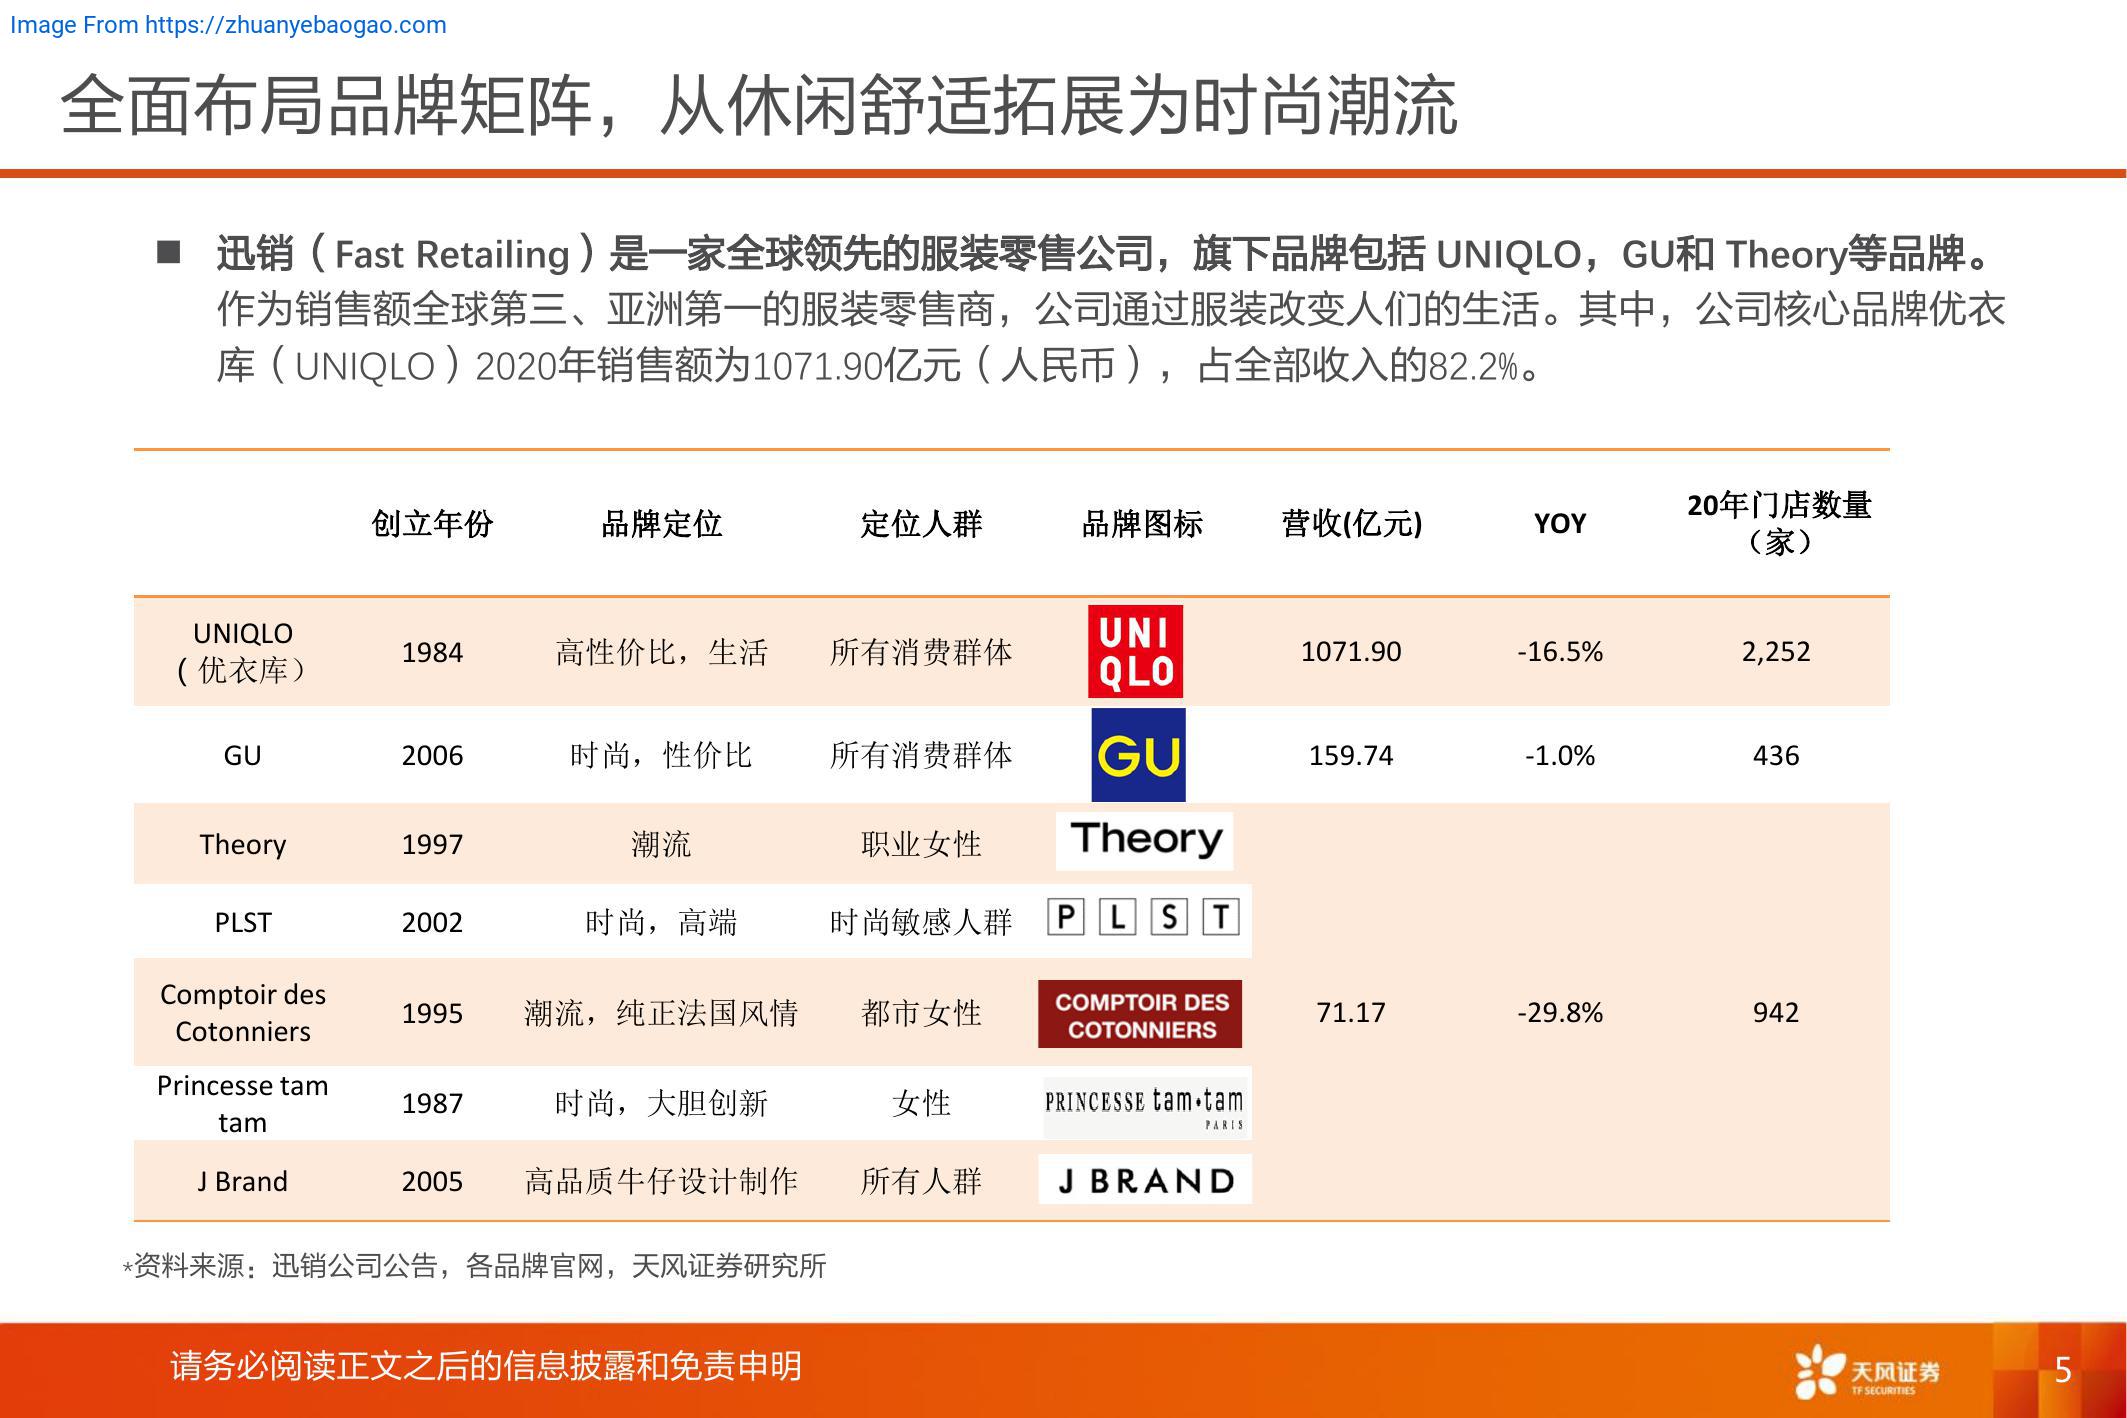 Image From https://zhuanyebaogao.com
全面布局品牌矩阵，从休闲舒适拓展为时尚潮流
■ 迅销（Fast Retailing）是一家全球领先的服装零售公司，旗下品牌包括 UNIQLO，GU和 Theory等品牌。
作为销售额全球第三、亚洲第一的服装零售商，公司通过服装改变人们的生活。其中，公司核心品牌优衣
库（UNIQLO）2020年销售额为1071.90亿元（人民币），占全部收入的82.2%。
创立年份 品牌定位 定位人群 品牌图标 营收(亿元) YOY 20年门店数量
（家）
UNIQLO
（优衣库） 1984 高性价比，生活 所有消费群体 UNI
QLO 1071.90 -16.5% 2,252
GU 2006 时尚，性价比 所有消费群体 GU 159.74 -1.0% 436
Theory 1997 潮流 职业女性 Theory
PLST 2002 时尚，高端 时尚敏感人群 P L S T
Comptoir des
Cotonniers 1995 潮流，纯正法国风情 都市女性 COMPTOIR DES
COTONNIERS 71.17 -29.8% 942
Princesse tam
tam 1987 时尚，大胆创新 女性 PRINCESSE tam•tam
PARIS
J Brand 2005 高品质牛仔设计制作 所有人群 J BRAND
*资料来源：迅销公司公告，各品牌官网，天风证券研究所
请务必阅读正文之后的信息披露和免责申明
天风证券
TF SECURITIES
5